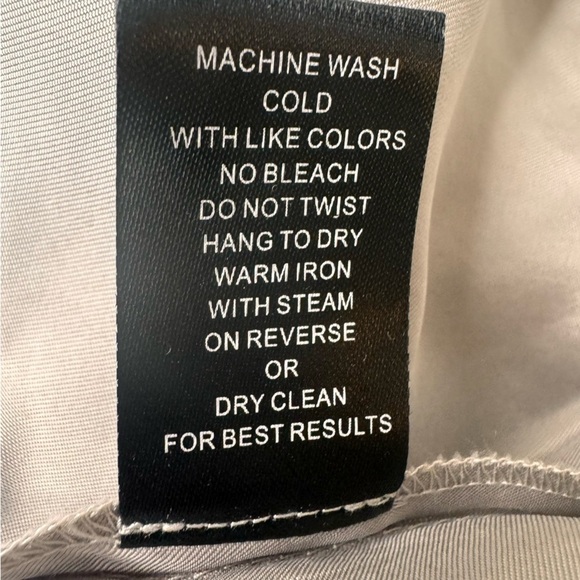 MACHINE WASH
COLD
WITH LIKE COLORS
NO BLEACH
DO NOT TWIST
HANG TO DRY
WARM IRON
WITH STEAM
ON REVERSE
OR
DRY CLEAN
FOR BEST RESULTS